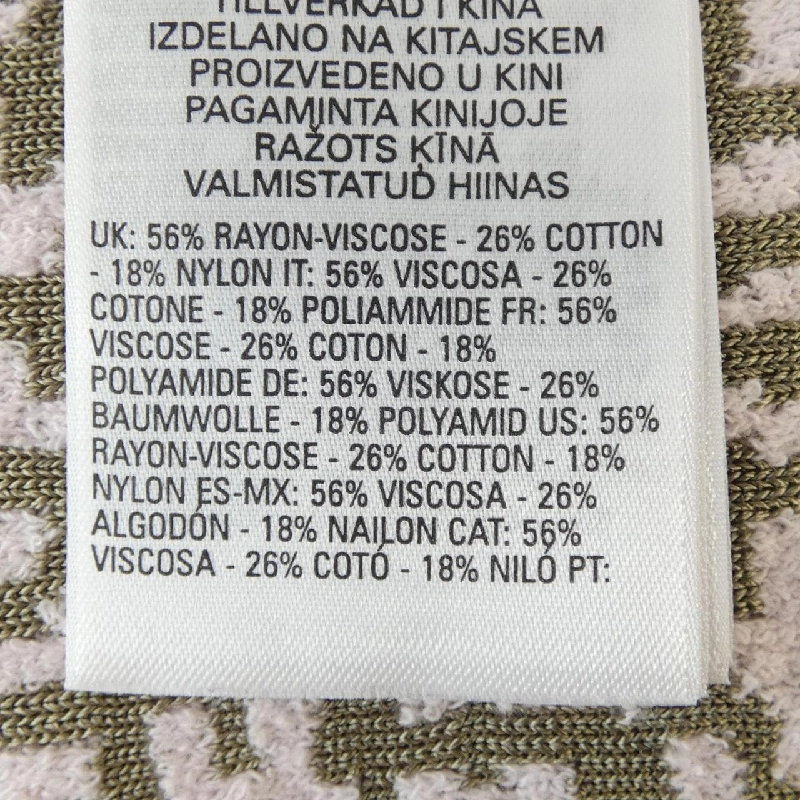 TILLVERKAD I KINA
IZDELANO NA KITAJSKEM
PROIZVEDENO U KINI
PAGAMINTA KINIJOJE
RAŽOTS ĶĪNĀ
VALMISTATUD HIINAS
UK: 56% RAYON-VISCOSE - 26% COTTON
- 18% NYLON IT: 56% VISCOSA - 26%
COTONE - 18% POLIAMMIDE FR: 56%
VISCOSE - 26% COTON - 18%
POLYAMIDE DE: 56% VISKOSE - 26%
BAUMWOLLE - 18% POLYAMID US: 56%
RAYON-VISCOSE - 26% COTTON - 18%
NYLON ES-MX: 56% VISCOSA - 26%
ALGODÓN - 18% NAILON CAT: 56%
VISCOSA - 26% COTÓ - 18% NILÓ PT: